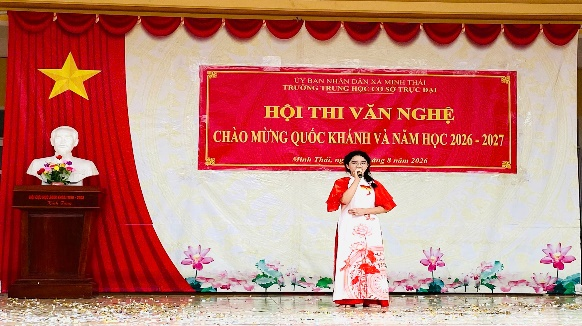 ỦY BAN NHÂN DÂN XÃ MINH THÁI
TRƯỜNG TRUNG HỌC CƠ SỞ TRỰC ĐẠI
HỘI THI VĂN NGHỆ
CHÀO MỪNG QUỐC KHÁNH VÀ NĂM HỌC 2026 - 2027
Minh Thái, ng 8 năm 2026